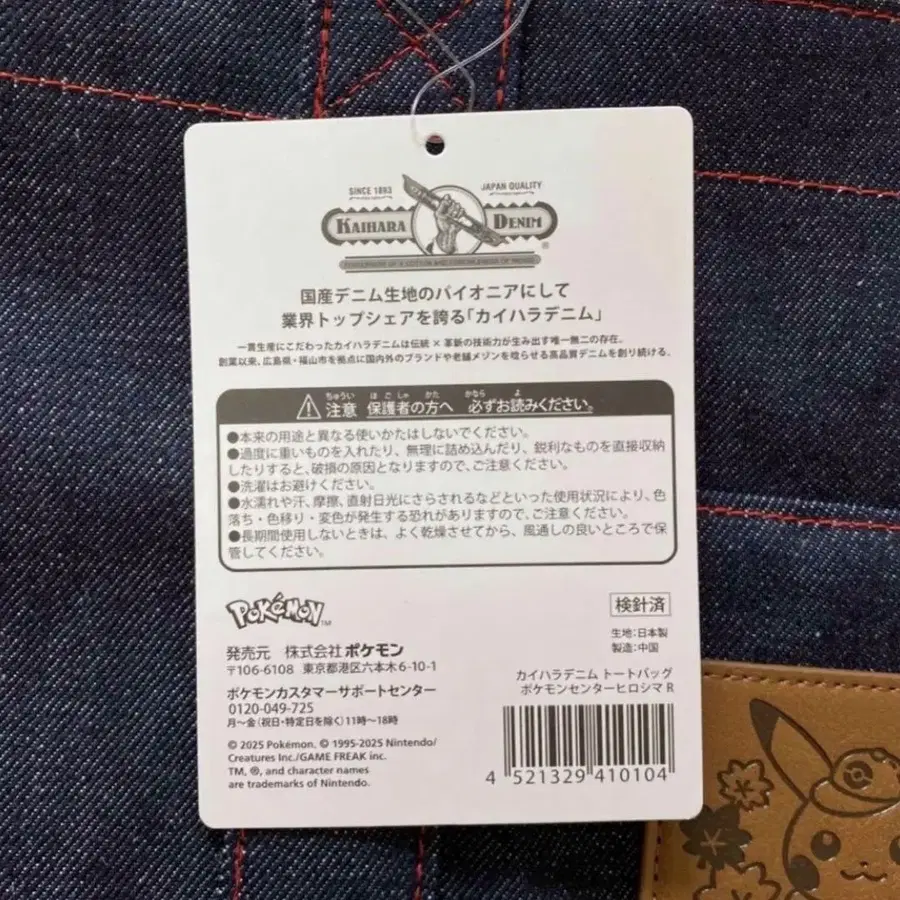 SINCE 1893
JAPAN QUALITY
KAIHARA DENIM
®
国産デニム生地のパイオニアにして
業界トップシェアを誇る「カイハラデニム」
一貫生産にこだわったカイハラデニムは伝統 × 革新の技術力が生み出す唯一無二の存在。
創業以来、広島県・福山市を拠点に国内外のブランドや老舗メゾンを唸らせる高品質デニムを創り続ける。
ちゅうい ほごしゃ かた かなら よ
⚠注意 保護者の方へ 必ずお読みください。
●本来の用途と異なる使いかたはしないでください。
●過度に重いものを入れたり、無理に詰め込んだり、鋭利なものを直接収納
したりすると、破損の原因となりますので、ご注意ください。
●洗濯はお避けください。
●水濡れや汗、摩擦、直射日光にさらされるなどといった使用状況により、色
落ち・色移り・変色が発生する恐れがありますので、ご注意ください。
●長期間使用しないときは、よく乾燥させてから、風通しの良いところで保
管してください。
POKéMON™
検針済
生地:日本製
製造:中国
発売元 株式会社ポケモン
〒106-6108 東京都港区六本木6-10-1
ポケモンカスタマーサポートセンター
0120-049-725
月〜金(祝日・特定日を除く)11時〜18時
カイハラデニム トートバッグ
ポケモンセンターヒロシマ R
© 2025 Pokémon. © 1995-2025 Nintendo/
Creatures Inc./GAME FREAK inc.
TM, ®, and character names
are trademarks of Nintendo.
4 521329 410104